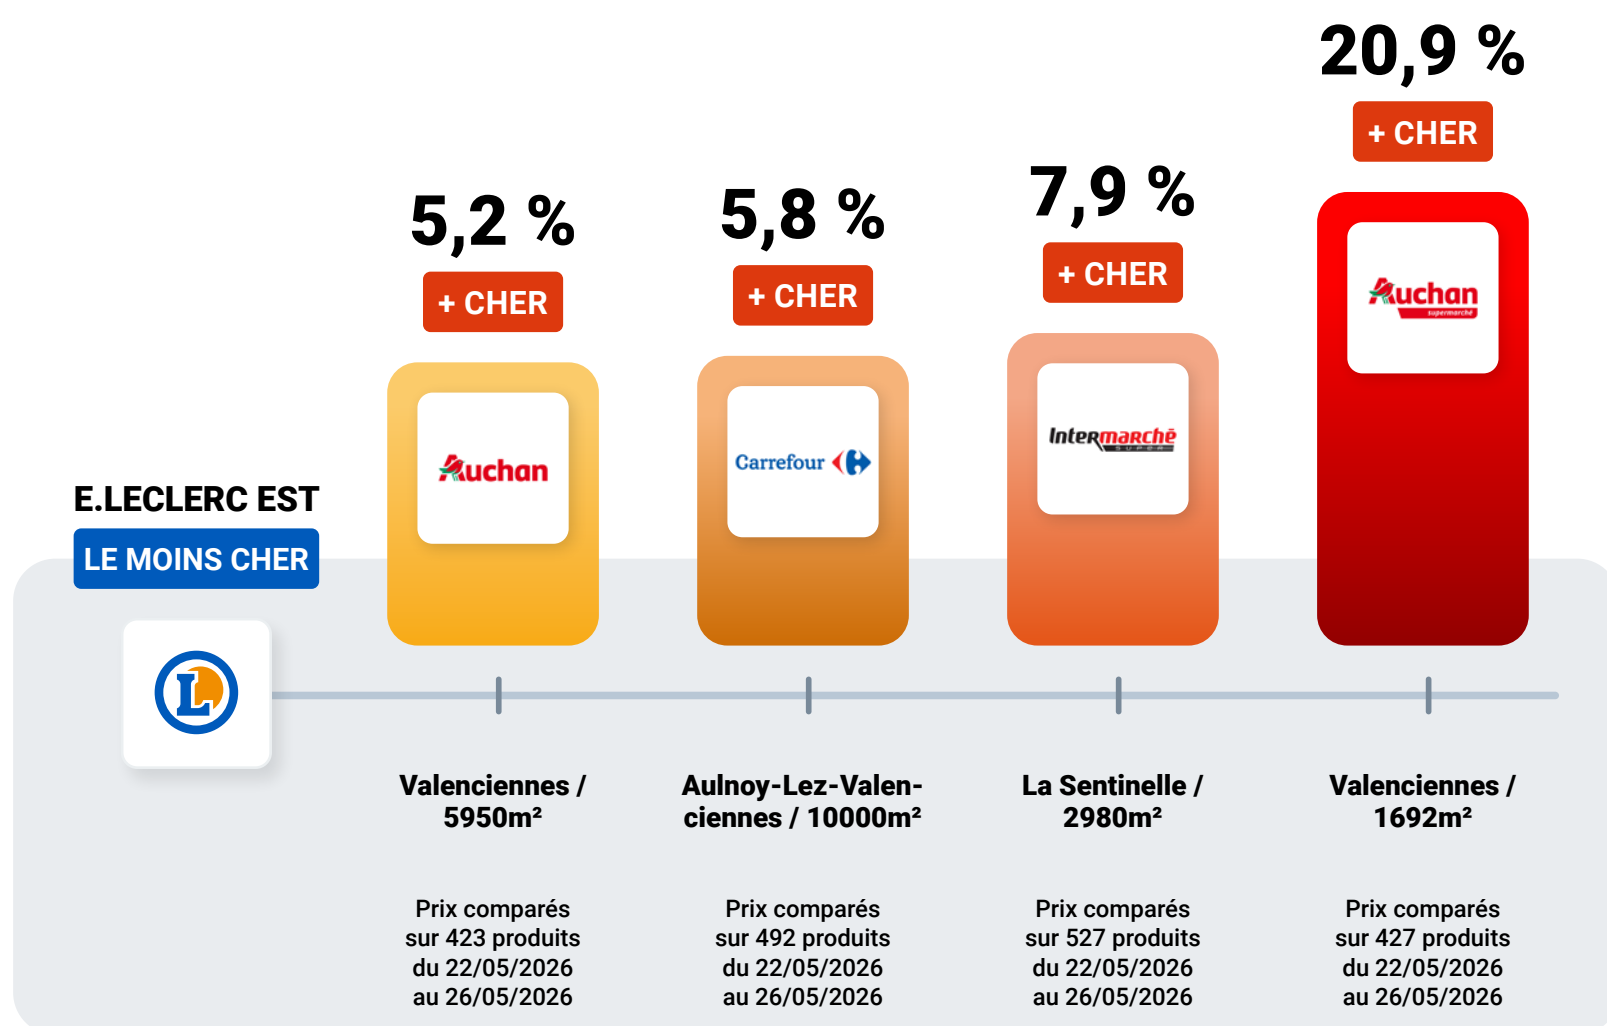 20,9 %
+ CHER
5,2 %
+ CHER
5,8 %
+ CHER
7,9 %
+ CHER
Auchan
supermarché
Auchan
Carrefour
Intermarché
SUPER
E.LECLERC EST
LE MOINS CHER
L
Valenciennes /
5950m²
Aulnoy-Lez-Valen-
ciennes / 10000m²
La Sentinelle /
2980m²
Valenciennes /
1692m²
Prix comparés
sur 423 produits
du 22/05/2026
au 26/05/2026
Prix comparés
sur 492 produits
du 22/05/2026
au 26/05/2026
Prix comparés
sur 527 produits
du 22/05/2026
au 26/05/2026
Prix comparés
sur 427 produits
du 22/05/2026
au 26/05/2026